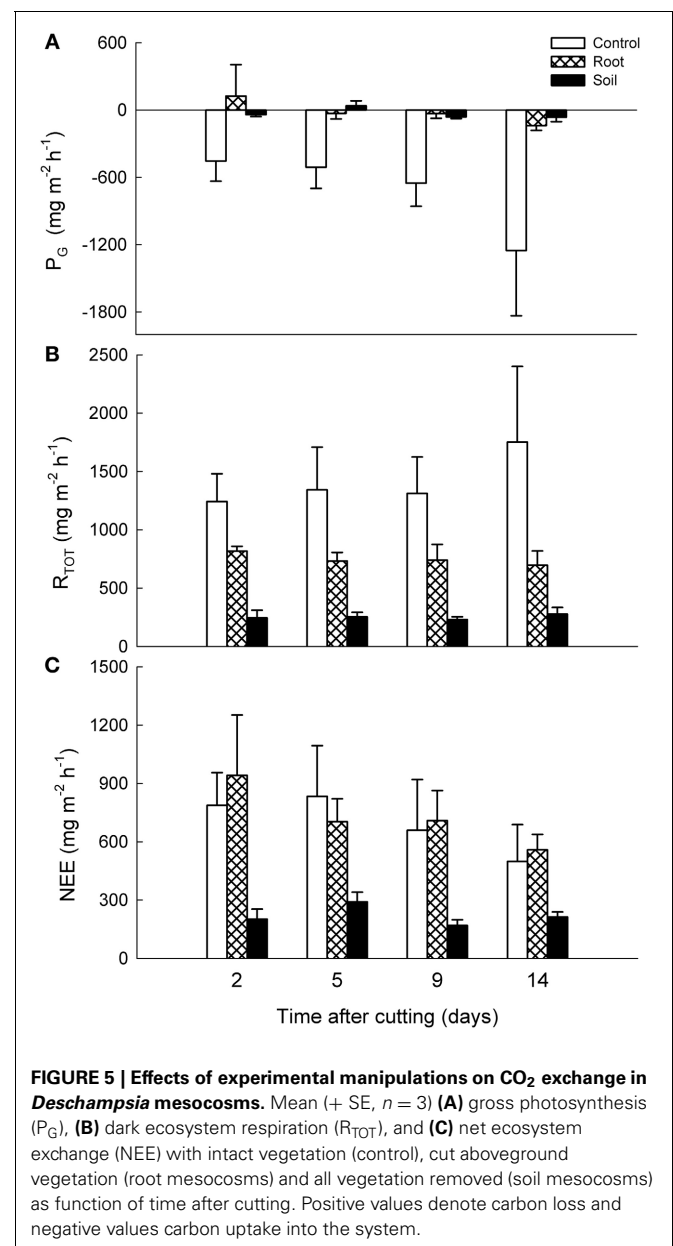 A
600
0
-600
-1200
-1800
P_G (mg m⁻² h⁻¹)
Control
Root
Soil
B
2500
2000
1500
1000
500
0
R_TOT (mg m⁻² h⁻¹)
C
1500
1200
900
600
300
0
NEE (mg m⁻² h⁻¹)
2 5 9 14
Time after cutting (days)
FIGURE 5 | Effects of experimental manipulations on CO₂ exchange in
Deschampsia mesocosms. Mean (+ SE, n = 3) (A) gross photosynthesis
(P_G), (B) dark ecosystem respiration (R_TOT), and (C) net ecosystem
exchange (NEE) with intact vegetation (control), cut aboveground
vegetation (root mesocosms) and all vegetation removed (soil mesocosms)
as function of time after cutting. Positive values denote carbon loss and
negative values carbon uptake into the system.